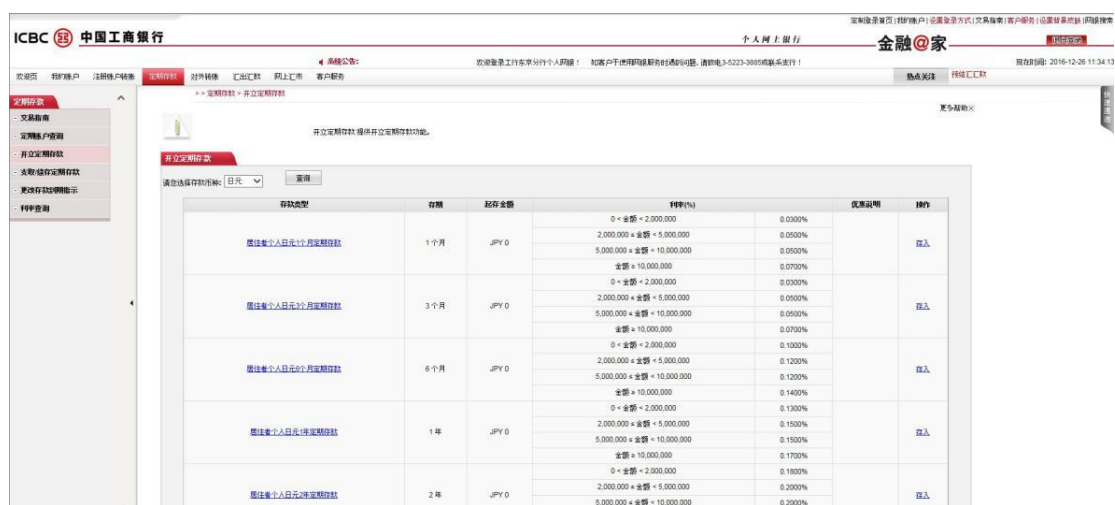 定制登录首页|我的账户|设置登录方式|交易指南|客户服务|设置背景皮肤|网银搜索
ICBC 中国工商银行
个人网上银行
金融@家
系统公告:
欢迎登录工行东京分行个人网银！ 如客户于使用网银服务时遇到问题，请致电3-5223-3885或联系支行！
现在时间: 2016-12-26 11:34:13
欢迎页 我的账户 注册账户转账 定期存款 对外转账 汇出汇款 网上汇市 客户服务
热点关注 预结汇汇款
定期存款
交易指南
定期账户查询
开立定期存款
支取/续存定期存款
更改存款到期指示
利率查询
>> 定期存款 > 开立定期存款
更多帮助
快速通道
开立定期存款 提供开立定期存款功能。
开立定期存款
请您选择存款币种: 日元 查询
存款类型 存期 起存金额 利率(%) 优惠说明 操作
居住者个人日元1个月定期存款 1个月 JPY 0 存入
0 < 金额 < 2,000,000 0.0300%
2,000,000 ≤ 金额 < 5,000,000 0.0500%
5,000,000 ≤ 金额 < 10,000,000 0.0500%
金额 ≥ 10,000,000 0.0700%
居住者个人日元3个月定期存款 3个月 JPY 0 存入
0 < 金额 < 2,000,000 0.0300%
2,000,000 ≤ 金额 < 5,000,000 0.0500%
5,000,000 ≤ 金额 < 10,000,000 0.0500%
金额 ≥ 10,000,000 0.0700%
居住者个人日元6个月定期存款 6个月 JPY 0 存入
0 < 金额 < 2,000,000 0.1000%
2,000,000 ≤ 金额 < 5,000,000 0.1200%
5,000,000 ≤ 金额 < 10,000,000 0.1200%
金额 ≥ 10,000,000 0.1400%
居住者个人日元1年定期存款 1年 JPY 0 存入
0 < 金额 < 2,000,000 0.1300%
2,000,000 ≤ 金额 < 5,000,000 0.1500%
5,000,000 ≤ 金额 < 10,000,000 0.1500%
金额 ≥ 10,000,000 0.1700%
居住者个人日元2年定期存款 2年 JPY 0 存入
0 < 金额 < 2,000,000 0.1800%
2,000,000 ≤ 金额 < 5,000,000 0.2000%
5,000,000 ≤ 金额 < 10,000,000 0.2000%